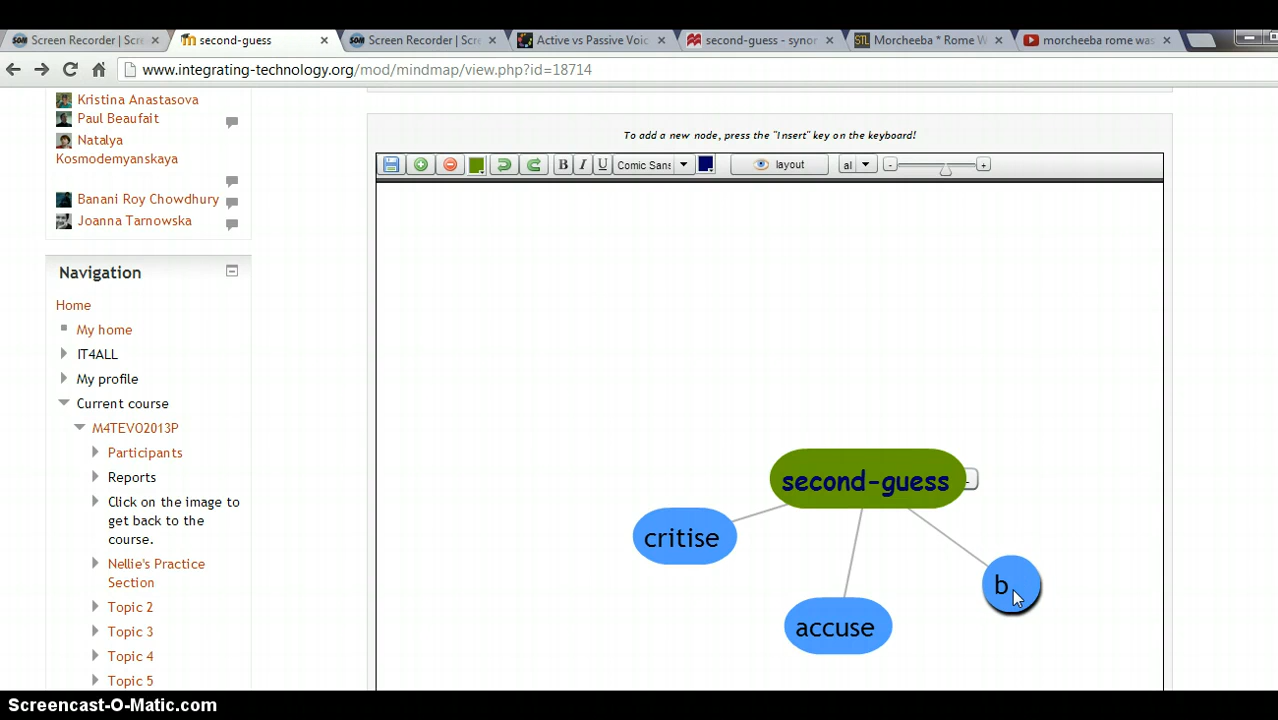 Screen Recorder | Scr
second-guess
Screen Recorder | Scr
Active vs Passive Voic
second-guess - synor
Morcheeba * Rome W
morcheeba rome was
www.integrating-technology.org/mod/mindmap/view.php?id=18714
Kristina Anastasova
Paul Beaufait
Natalya
Kosmodemyanskaya
Banani Roy Chowdhury
Joanna Tarnowska
Navigation
Home
My home
IT4ALL
My profile
Current course
M4TEVO2013P
Participants
Reports
Click on the image to
get back to the
course.
Nellie's Practice
Section
Topic 2
Topic 3
Topic 4
Topic 5
To add a new node, press the "Insert" key on the keyboard!
B I U Comic Sans layout al - +
second-guess
critise
b
accuse
Screencast-O-Matic.com